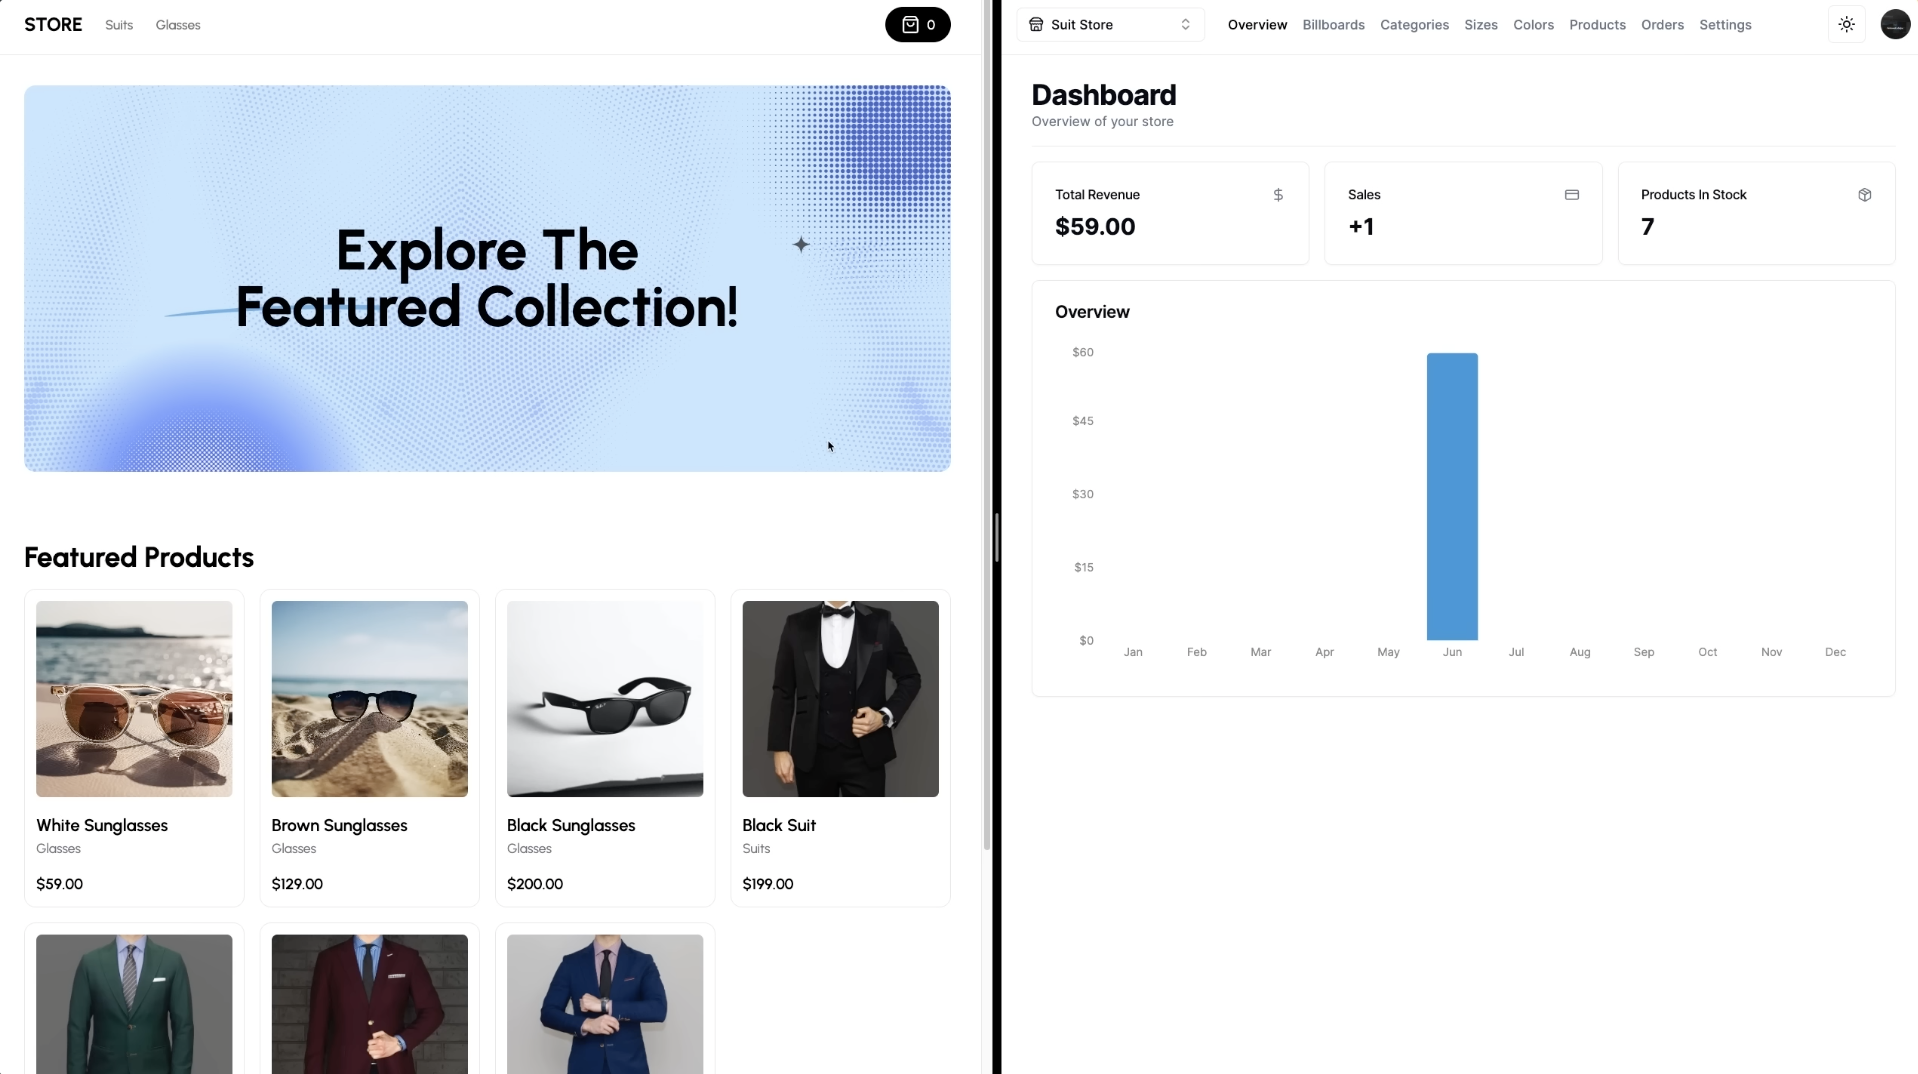 STORE Suits Glasses 0
Explore The
Featured Collection!
Featured Products
White Sunglasses
Glasses
$59.00
Brown Sunglasses
Glasses
$129.00
Black Sunglasses
Glasses
$200.00
Black Suit
Suits
$199.00
Suit Store Overview Billboards Categories Sizes Colors Products Orders Settings
Dashboard
Overview of your store
Total Revenue $
$59.00
Sales
+1
Products In Stock
7
Overview
$60
$45
$30
$15
$0
Jan Feb Mar Apr May Jun Jul Aug Sep Oct Nov Dec